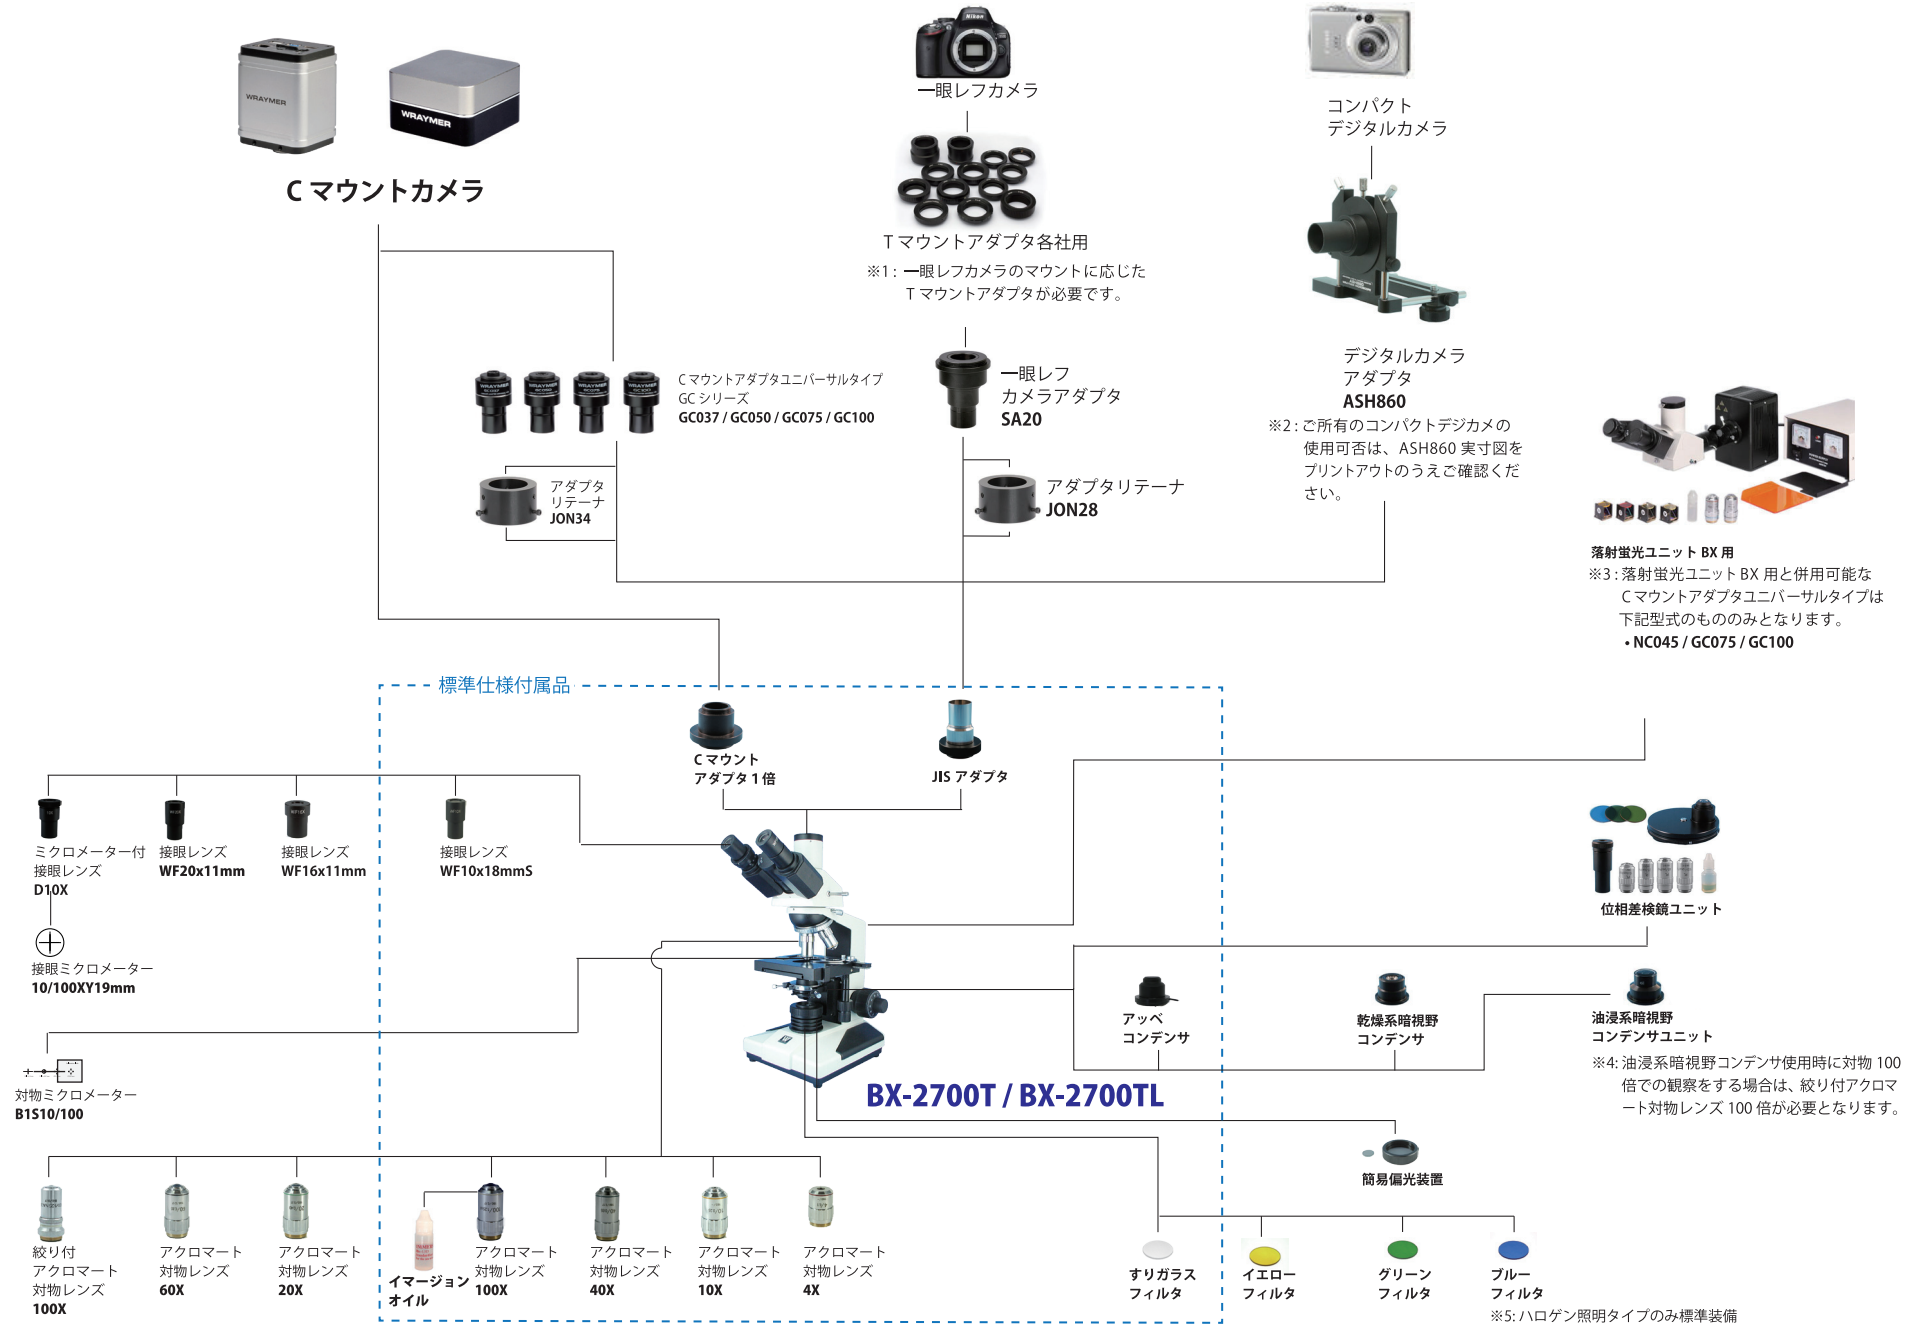 WRAYMER
WRAYMER
C マウントカメラ
Nikon
一眼レフカメラ
T マウントアダプタ各社用
※1 : 一眼レフカメラのマウントに応じた
T マウントアダプタが必要です。
コンパクト
デジタルカメラ
デジタルカメラ
アダプタ
ASH860
※2 : ご所有のコンパクトデジカメの
使用可否は、ASH860 実寸図を
プリントアウトのうえご確認くだ
さい。
WRAYMER
WRAYMER
WRAYMER
WRAYMER
C マウントアダプタユニバーサルタイプ
GC シリーズ
GC037 / GC050 / GC075 / GC100
一眼レフ
カメラアダプタ
SA20
アダプタ
リテーナ
JON34
アダプタリテーナ
JON28
落射蛍光ユニット BX 用
※3 : 落射蛍光ユニット BX 用と併用可能な
C マウントアダプタユニバーサルタイプは
下記型式のもののみとなります。
• NC045 / GC075 / GC100
標準仕様付属品
C マウント
アダプタ 1 倍
JIS アダプタ
ミクロメーター付
接眼レンズ
D10X
接眼レンズ
WF20x11mm
接眼レンズ
WF16x11mm
接眼レンズ
WF10x18mmS
接眼ミクロメーター
10/100XY19mm
対物ミクロメーター
B1S10/100
位相差検鏡ユニット
アッベ
コンデンサ
乾燥系暗視野
コンデンサ
油浸系暗視野
コンデンサユニット
※4: 油浸系暗視野コンデンサ使用時に対物 100
倍での観察をする場合は、絞り付アクロマ
ート対物レンズ 100 倍が必要となります。
BX-2700T / BX-2700TL
簡易偏光装置
絞り付
アクロマート
対物レンズ
100X
アクロマート
対物レンズ
60X
アクロマート
対物レンズ
20X
イマージョン
オイル
アクロマート
対物レンズ
100X
アクロマート
対物レンズ
40X
アクロマート
対物レンズ
10X
アクロマート
対物レンズ
4X
すりガラス
フィルタ
イエロー
フィルタ
グリーン
フィルタ
ブルー
フィルタ
※5: ハロゲン照明タイプのみ標準装備